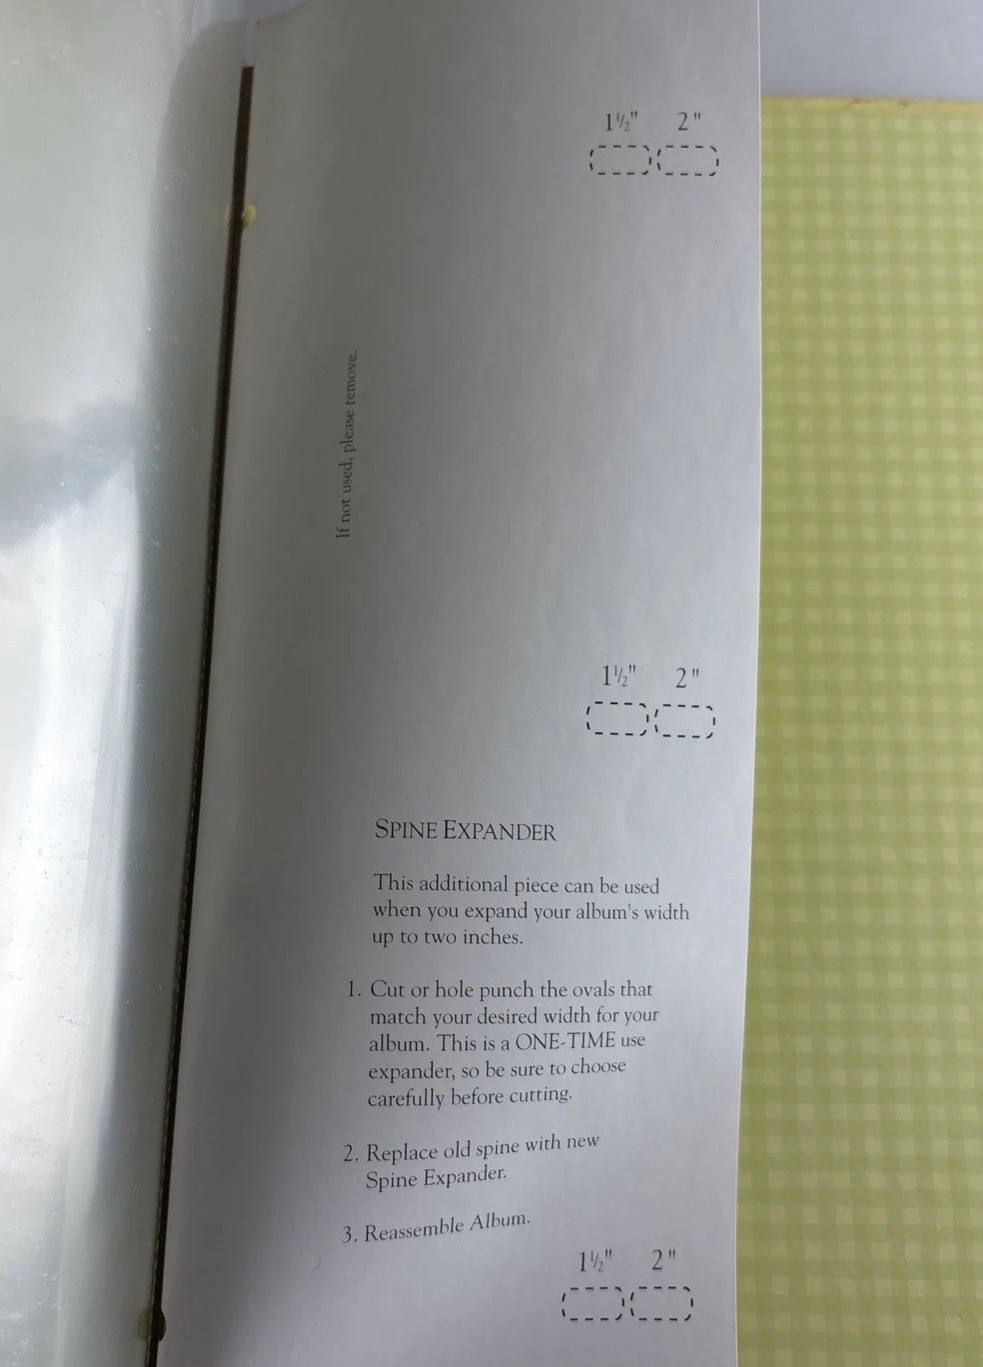 1½" 2"
If not used, please remove.
1½" 2"
SPINE EXPANDER
This additional piece can be used
when you expand your album's width
up to two inches.
1. Cut or hole punch the ovals that
match your desired width for your
album. This is a ONE-TIME use
expander, so be sure to choose
carefully before cutting.
2. Replace old spine with new
Spine Expander.
3. Reassemble Album.
1½" 2"